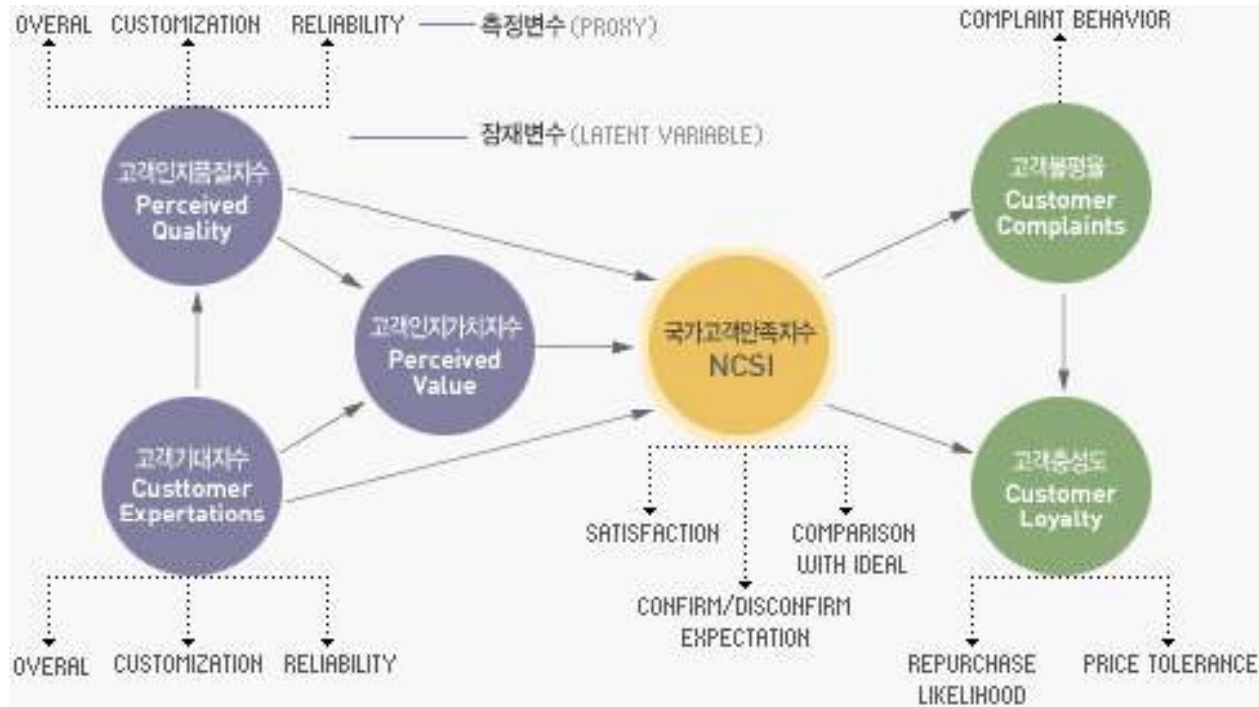 OVERAL CUSTOMIZATION RELIABILITY 측정변수 (PROXY)
COMPLAINT BEHAVIOR
잠재변수 (LATENT VARIABLE)
고객인지품질지수
Perceived
Quality
고객불평율
Customer
Complaints
고객인지가치지수
Perceived
Value
국가고객만족지수
NCSI
고객기대지수
Custtomer
Expertations
고객충성도
Customer
Loyalty
SATISFACTION
COMPARISON
WITH IDEAL
CONFIRM/DISCONFIRM
EXPECTATION
OVERAL CUSTOMIZATION RELIABILITY
REPURCHASE
LIKELIHOOD
PRICE TOLERANCE